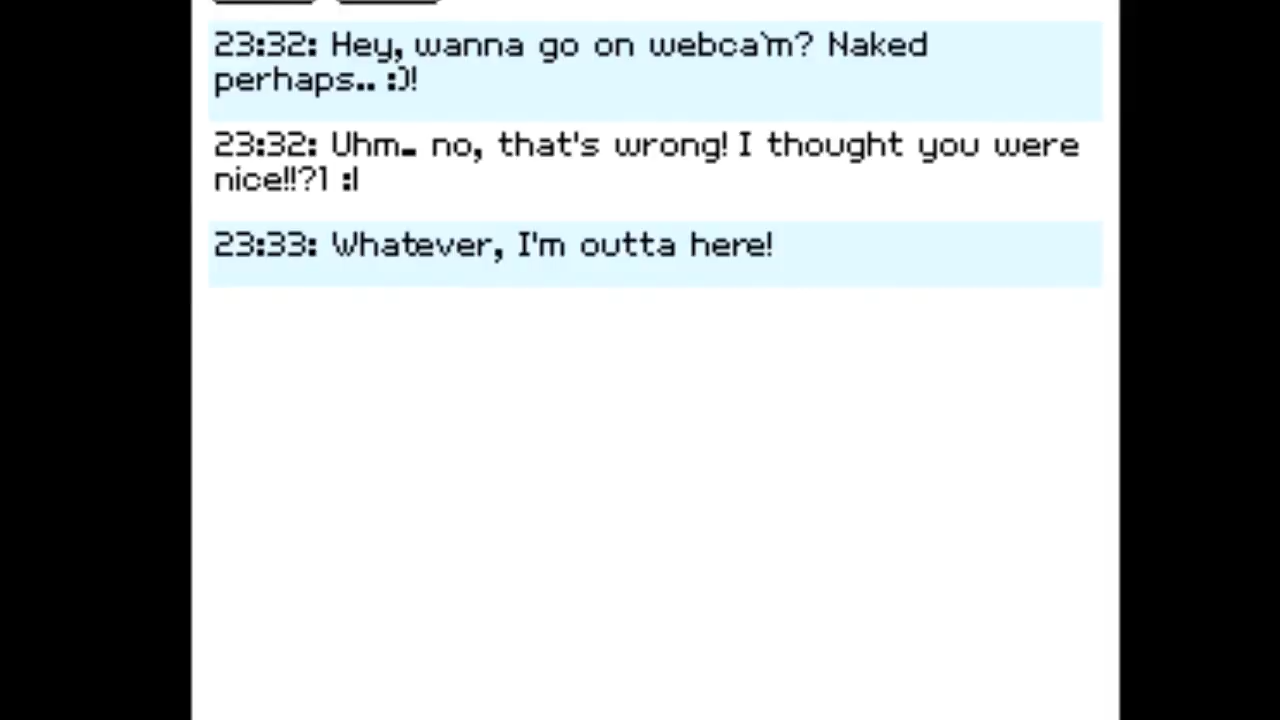 23:32: Hey, wanna go on webca`m? Naked
perhaps.. :)!
23:32: Uhm.. no, that's wrong! I thought you were
nice!!?1 :|
23:33: Whatever, I'm outta here!